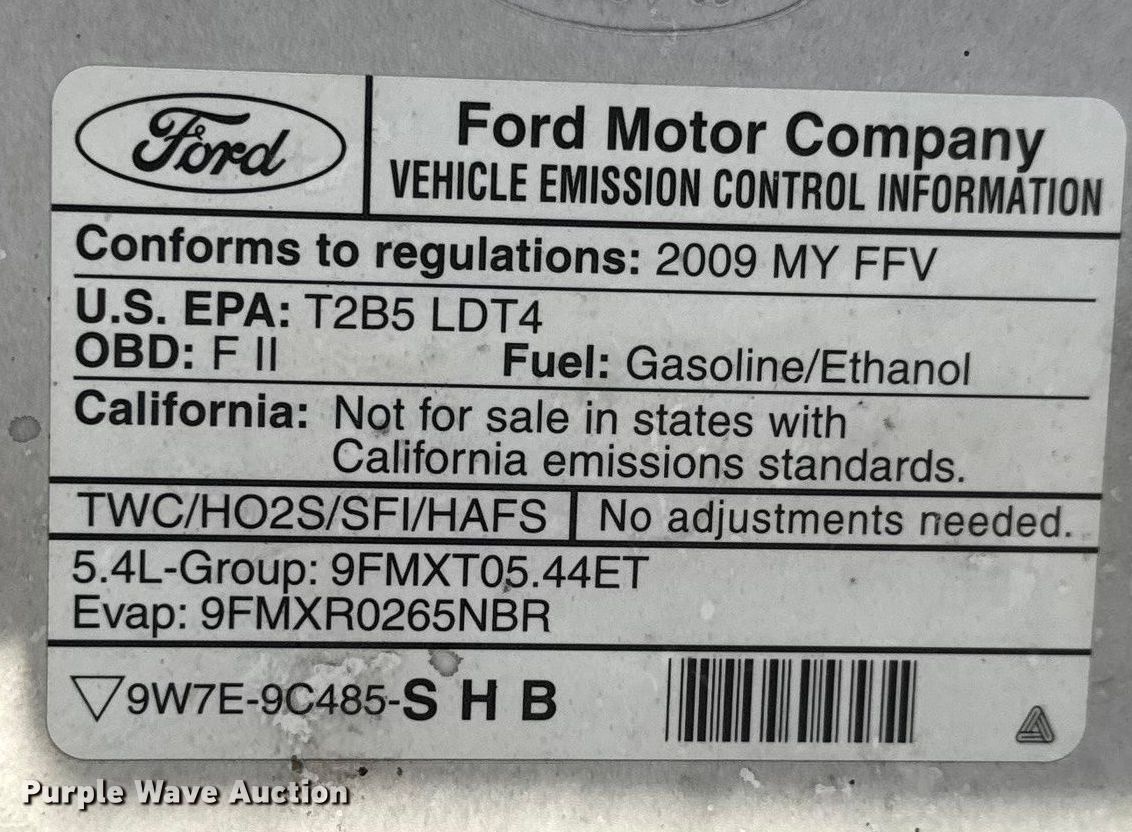 Ford
Ford Motor Company
VEHICLE EMISSION CONTROL INFORMATION
Conforms to regulations: 2009 MY FFV
U.S. EPA: T2B5 LDT4
OBD: F II Fuel: Gasoline/Ethanol
California: Not for sale in states with
California emissions standards.
TWC/HO2S/SFI/HAFS No adjustments needed.
5.4L-Group: 9FMXT05.44ET
Evap: 9FMXR0265NBR
9W7E-9C485-S H B
Purple Wave Auction